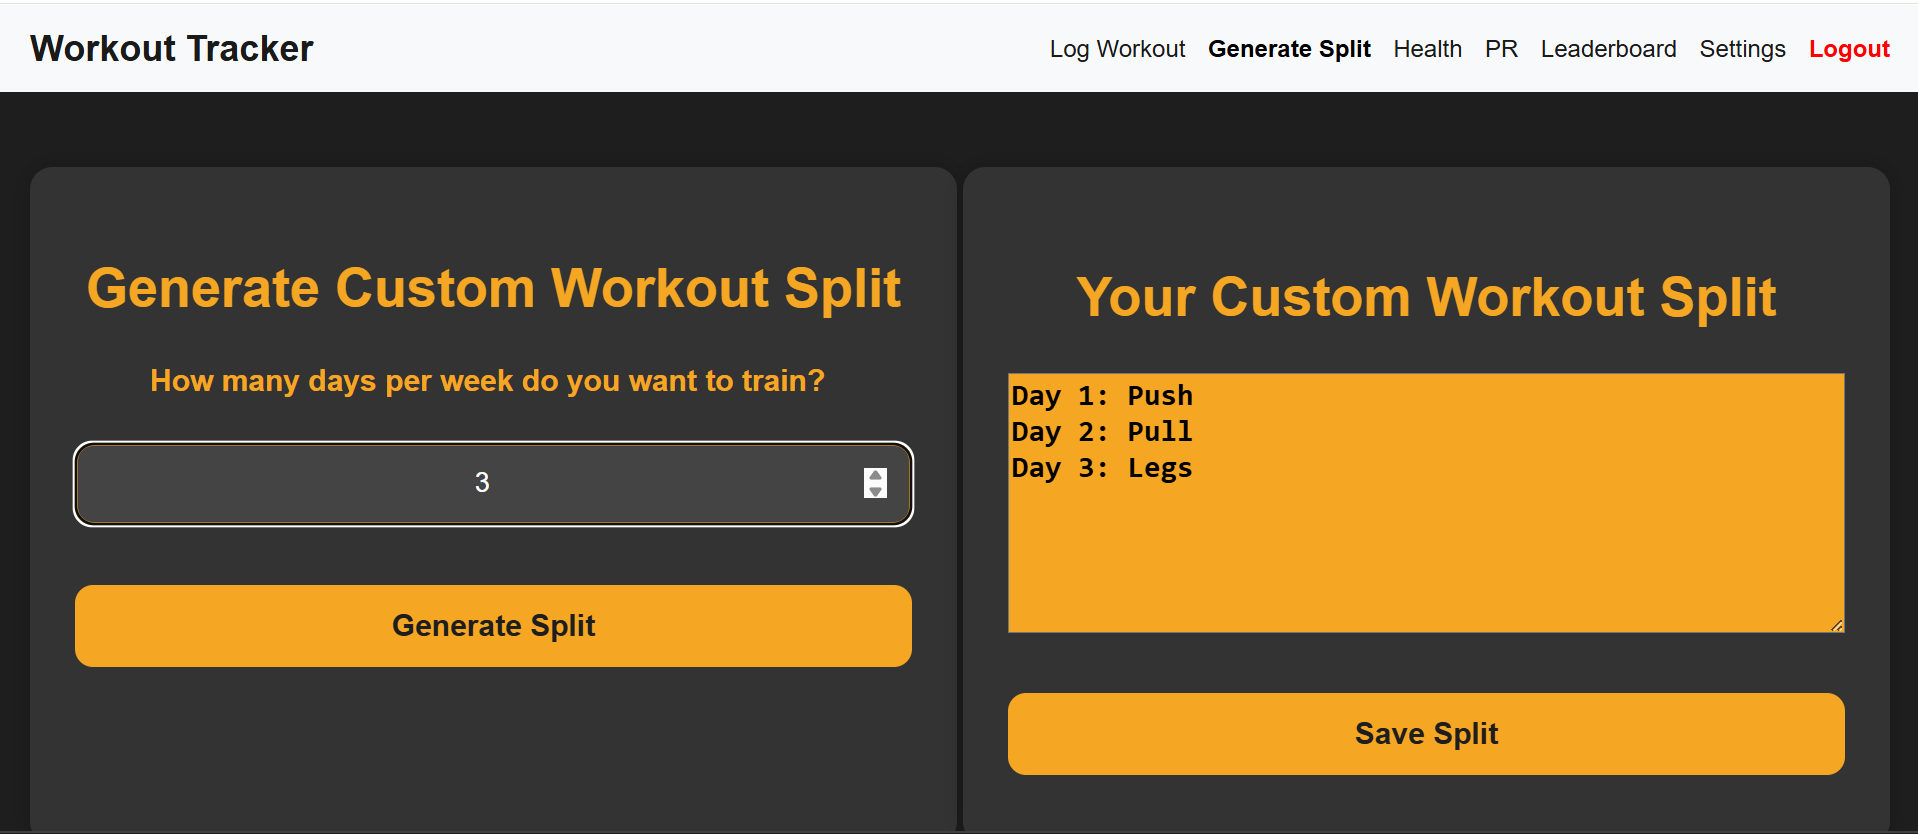 Workout Tracker
Log Workout Generate Split Health PR Leaderboard Settings Logout
Generate Custom Workout Split
How many days per week do you want to train?
3
Generate Split
Your Custom Workout Split
Day 1: Push
Day 2: Pull
Day 3: Legs
Save Split